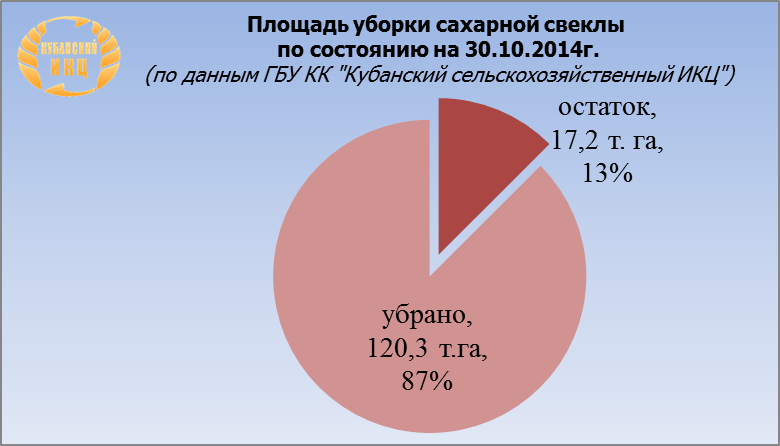 Площадь уборки сахарной свеклы
по состоянию на 30.10.2014г.
(по данным ГБУ КК "Кубанский сельскохозяйственный ИКЦ")
КУБАНСКИЙ
ИКЦ
остаток,
17,2 т. га,
13%
убрано,
120,3 т.га,
87%